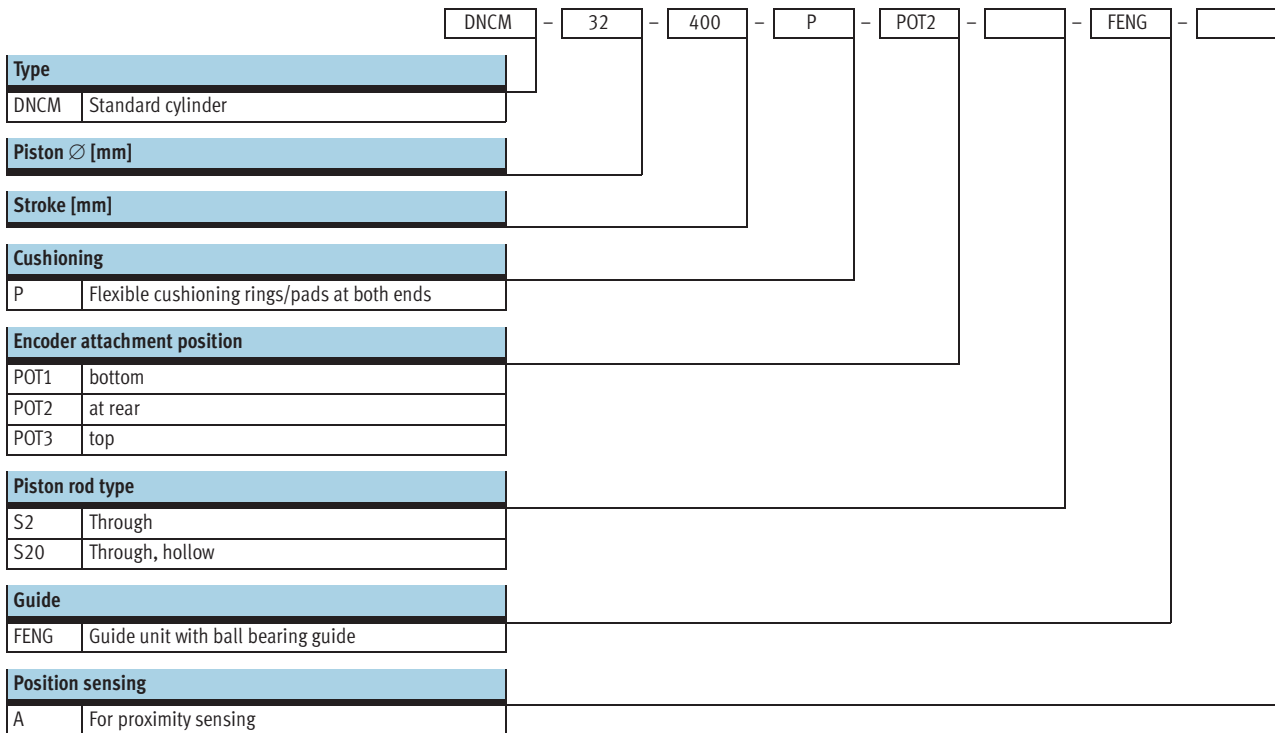 DNCM – 32 – 400 – P – POT2 – – FENG –
Type
DNCM Standard cylinder
Piston ∅ [mm]
Stroke [mm]
Cushioning
P Flexible cushioning rings/pads at both ends
Encoder attachment position
POT1 bottom
POT2 at rear
POT3 top
Piston rod type
S2 Through
S20 Through, hollow
Guide
FENG Guide unit with ball bearing guide
Position sensing
A For proximity sensing